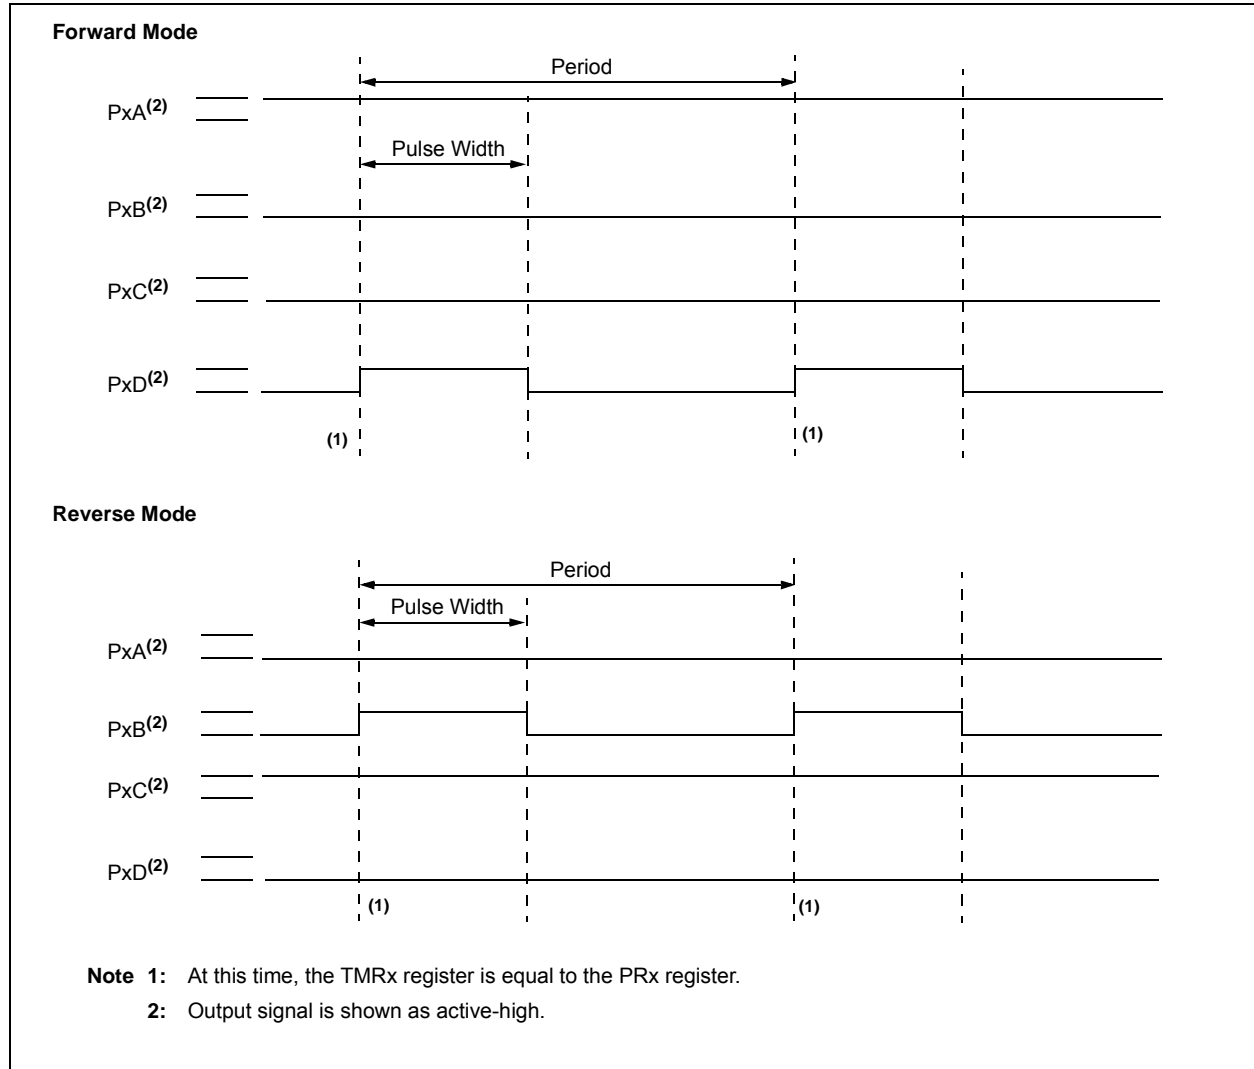 Forward Mode
Period
PxA(2)
Pulse Width
PxB(2)
PxC(2)
PxD(2)
(1)
(1)
Reverse Mode
Period
Pulse Width
PxA(2)
PxB(2)
PxC(2)
PxD(2)
(1)
(1)
Note 1: At this time, the TMRx register is equal to the PRx register.
2: Output signal is shown as active-high.